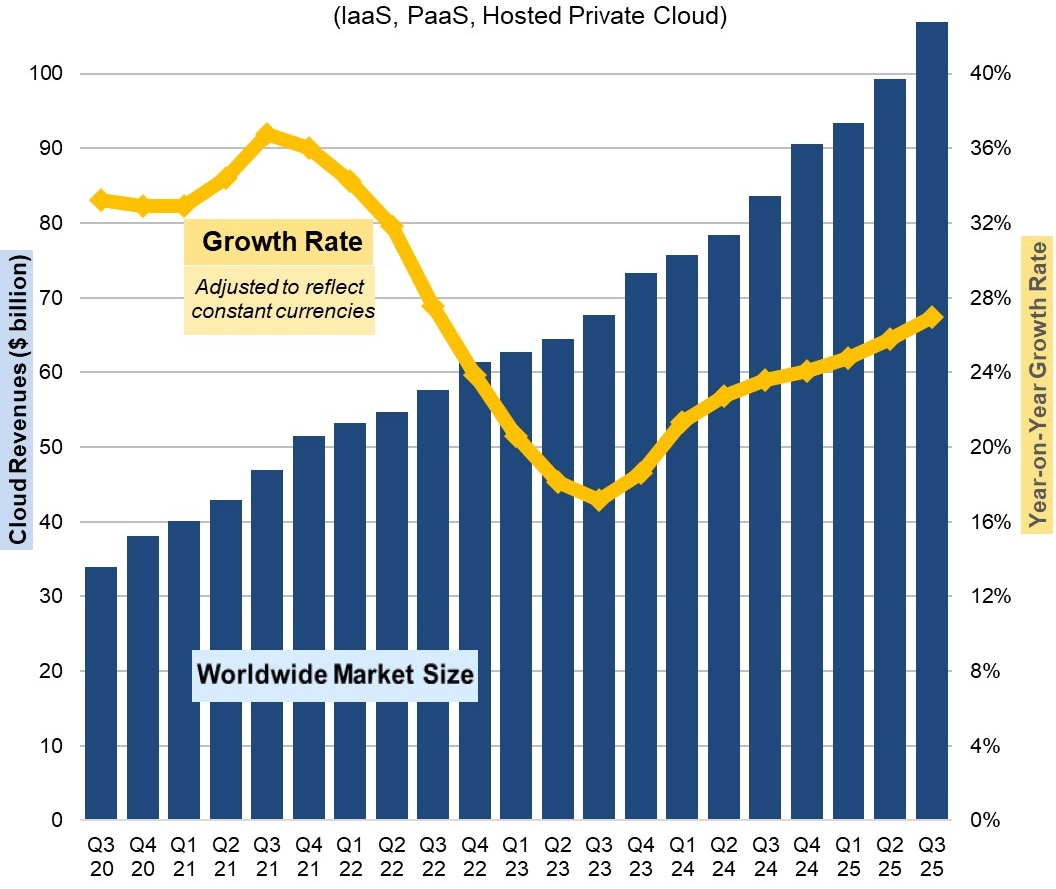 (IaaS, PaaS, Hosted Private Cloud)
100
90
80
70
60
50
40
30
20
10
0
Cloud Revenues ($ billion)
40%
36%
32%
28%
24%
20%
16%
12%
8%
4%
0%
Year-on-Year Growth Rate
Growth Rate
Adjusted to reflect
constant currencies
Worldwide Market Size
Q3 Q4 Q1 Q2 Q3 Q4 Q1 Q2 Q3 Q4 Q1 Q2 Q3 Q4 Q1 Q2 Q3 Q4 Q1 Q2 Q3
20 20 21 21 21 21 22 22 22 22 23 23 23 23 24 24 24 24 25 25 25